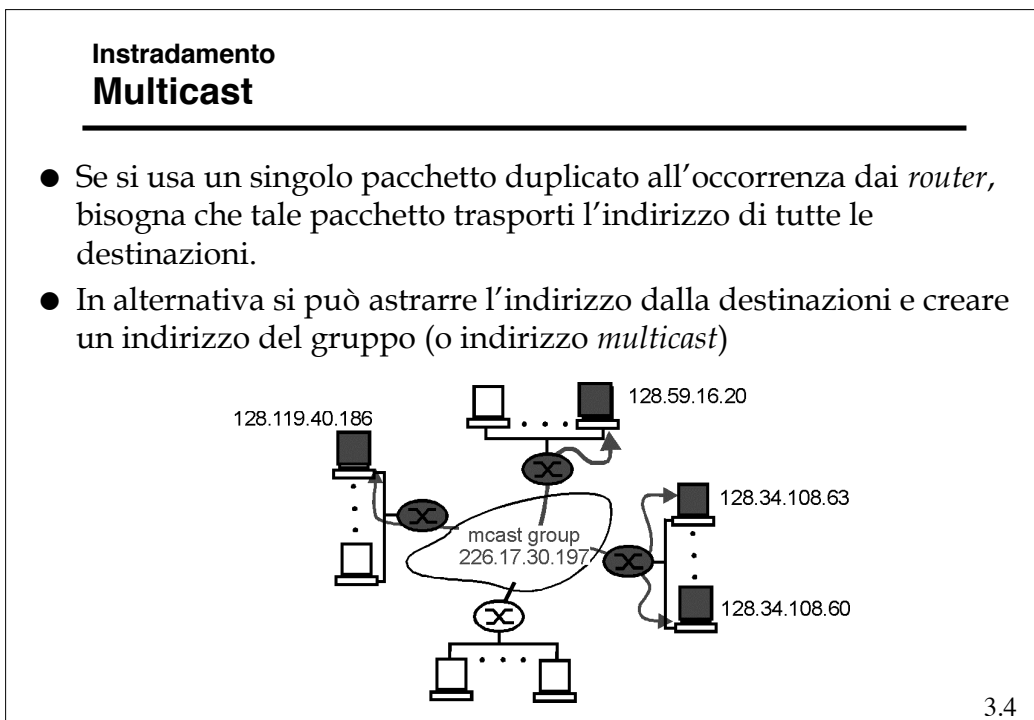 Instradamento
Multicast
● Se si usa un singolo pacchetto duplicato all’occorrenza dai router,
bisogna che tale pacchetto trasporti l’indirizzo di tutte le
destinazioni.
● In alternativa si può astrarre l’indirizzo dalla destinazioni e creare
un indirizzo del gruppo (o indirizzo multicast)
128.59.16.20
128.119.40.186
128.34.108.63
mcast group
226.17.30.197
128.34.108.60
3.4